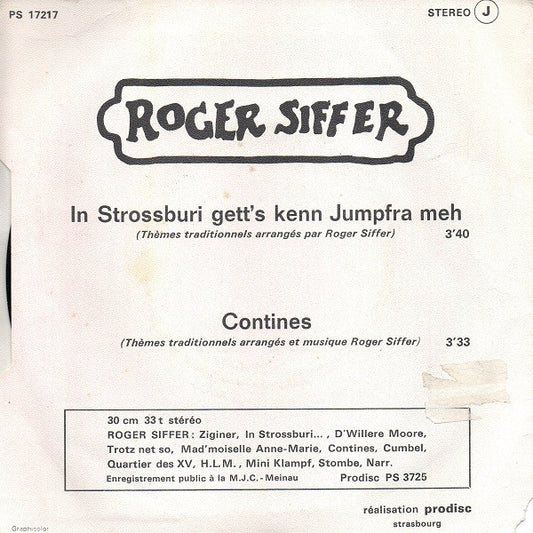 PS 17217
STEREO J
ROGER SIFFER
In Strossburi gett's kenn Jumpfra meh
(Thèmes traditionnels arrangés par Roger Siffer) 3'40
Contines
(Thèmes traditionnels arrangés et musique Roger Siffer) 3'33
30 cm 33 t stéréo
ROGER SIFFER : Ziginer, In Strossburi... , D'Willere Moore,
Trotz net so, Mad'moiselle Anne-Marie, Contines, Cumbel,
Quartier des XV, H.L.M. , Mini Klampf, Stombe, Narr.
Enregistrement public à la M.J.C. - Meinau Prodisc PS 3725
réalisation prodisc
strasbourg
Graphicolor